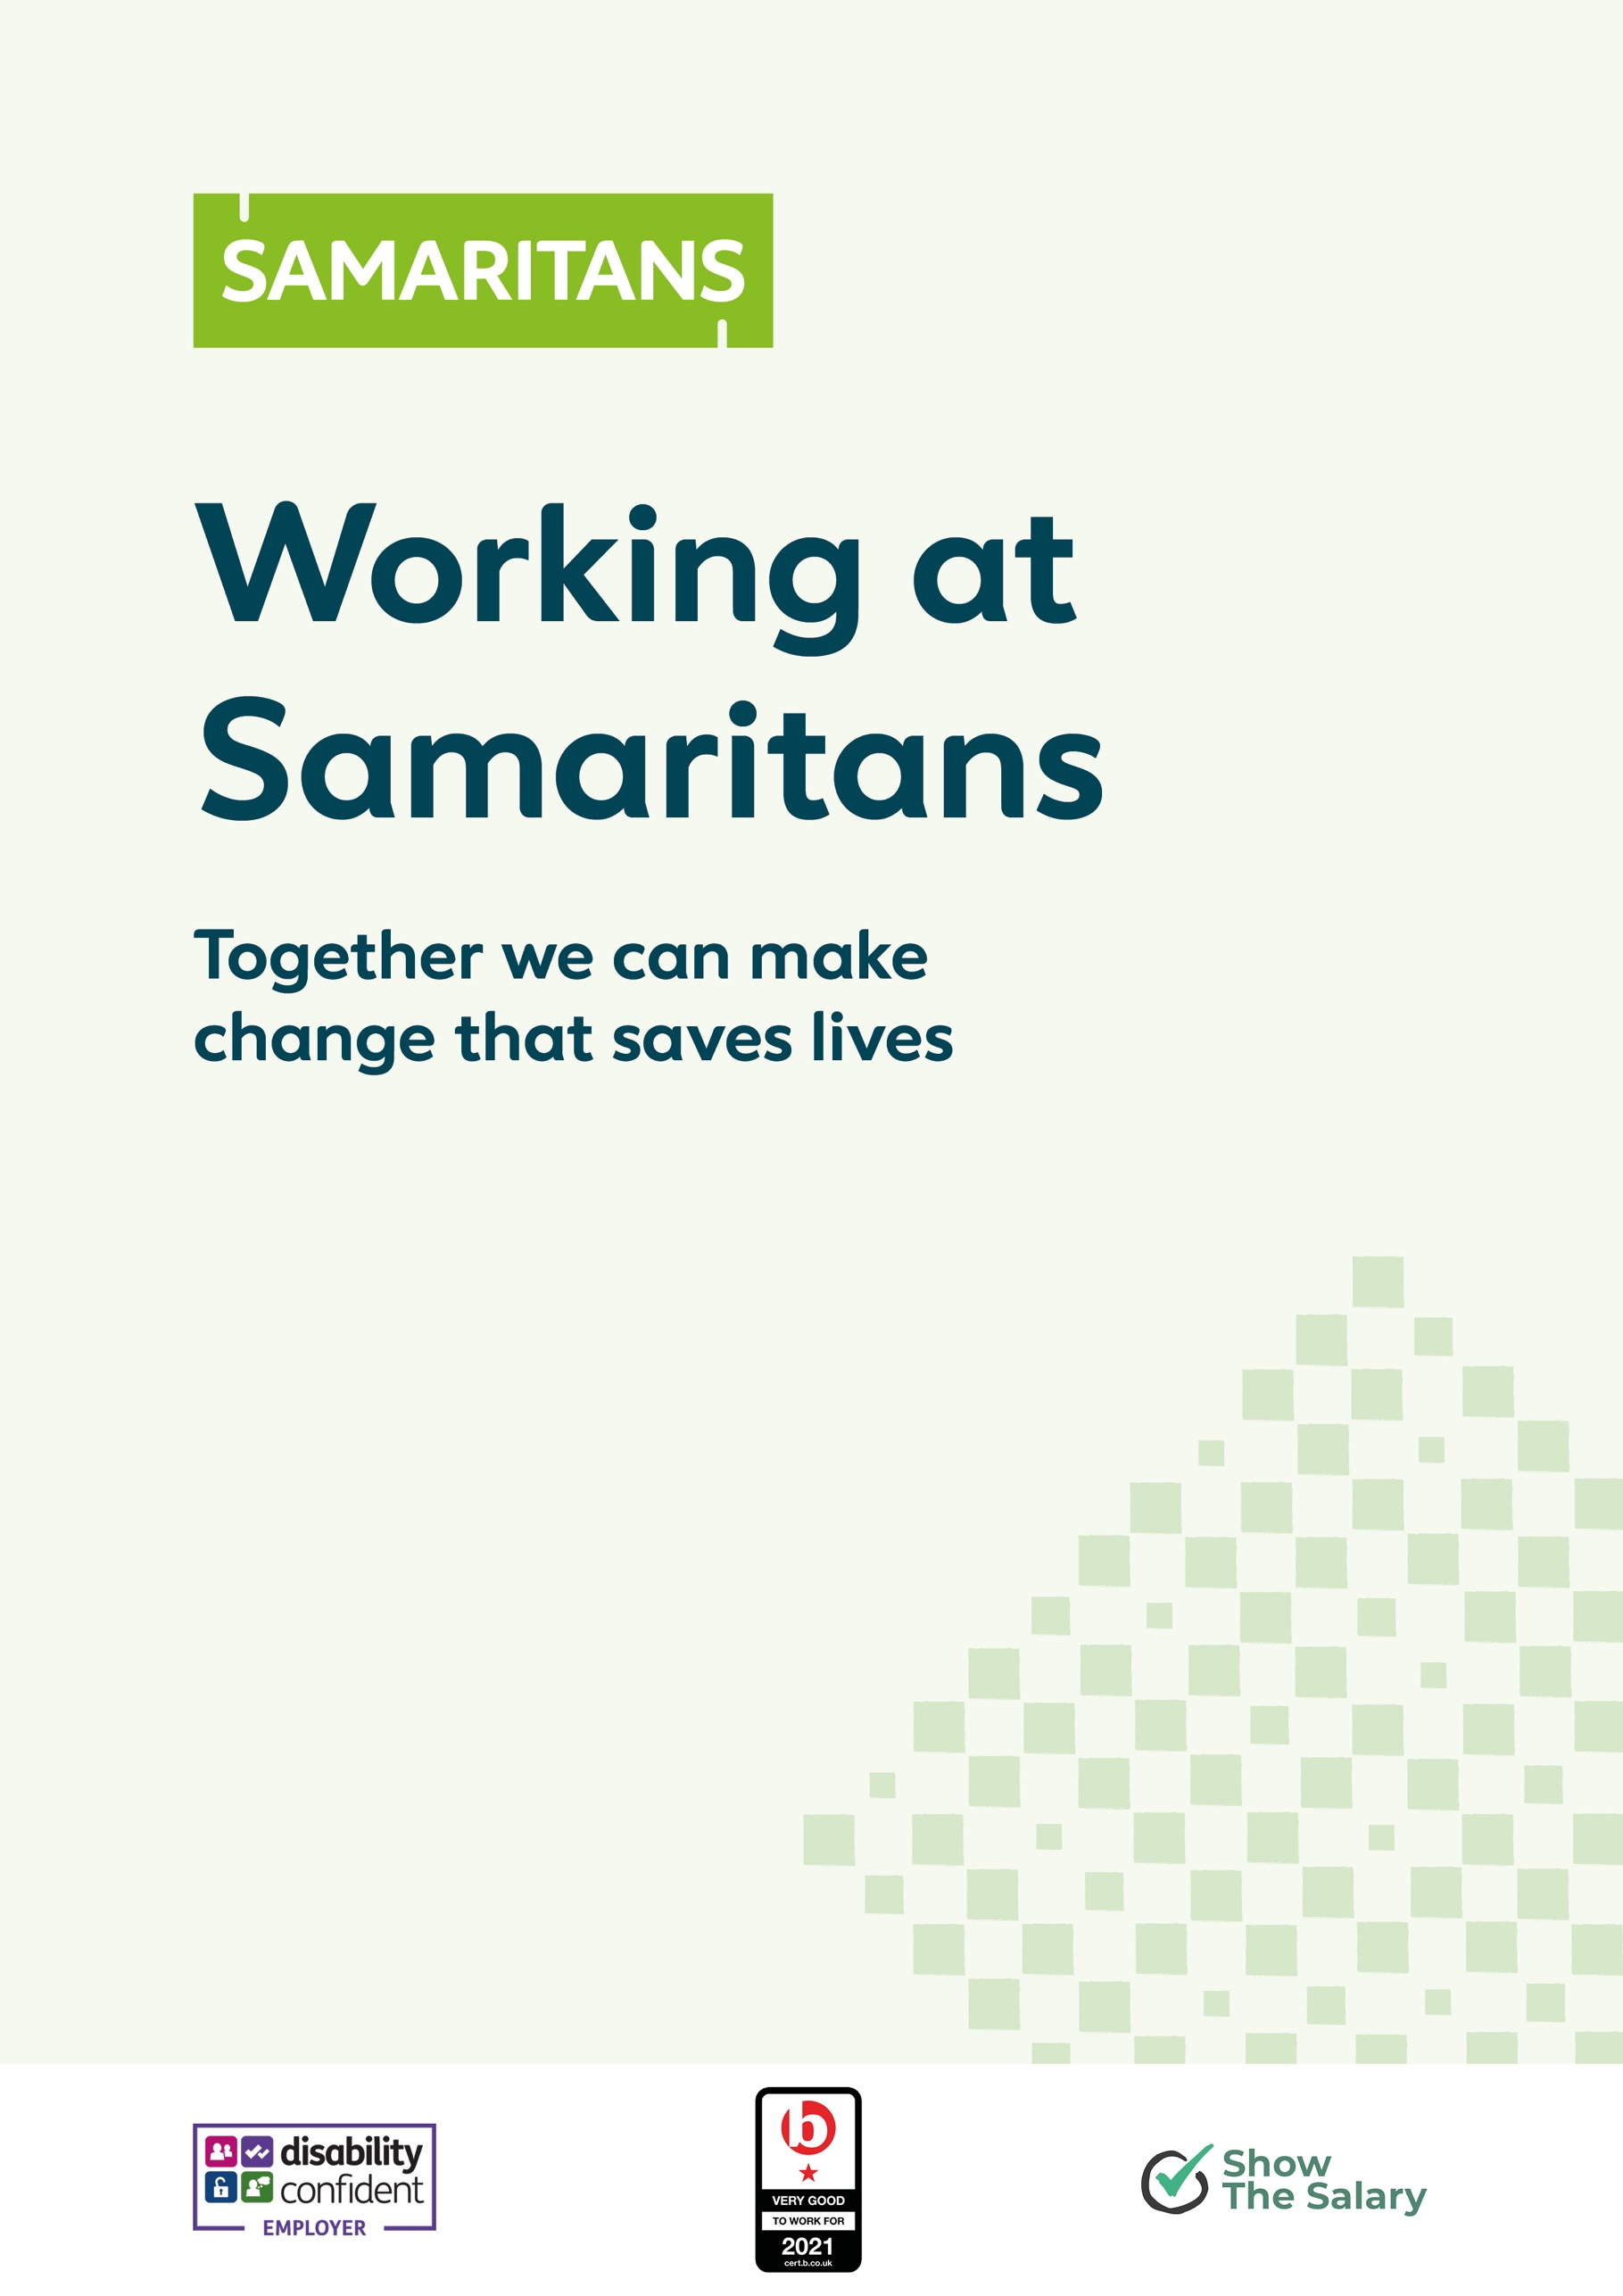 SAMARITANS
Working at
Samaritans
Together we can make
change that saves lives
disability
confident
EMPLOYER
b
VERY GOOD
TO WORK FOR
2021
cert.b.co.uk
Show
The Salary